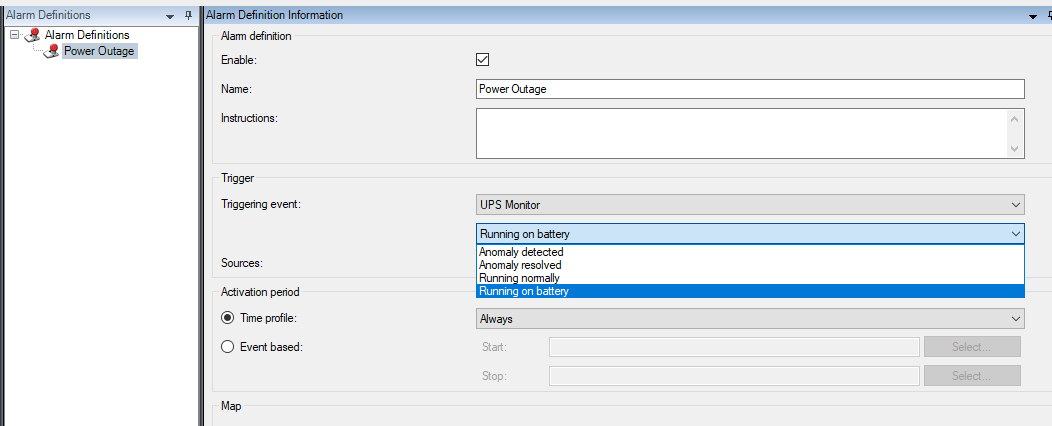 Alarm Definitions
Alarm Definitions
Power Outage
Alarm Definition Information
Alarm definition
Enable:
Name: Power Outage
Instructions:
Trigger
Triggering event: UPS Monitor
Running on battery
Anomaly detected
Sources: Anomaly resolved
Running normally
Running on battery
Activation period
Time profile: Always
Event based: Start: Select...
Stop: Select...
Map